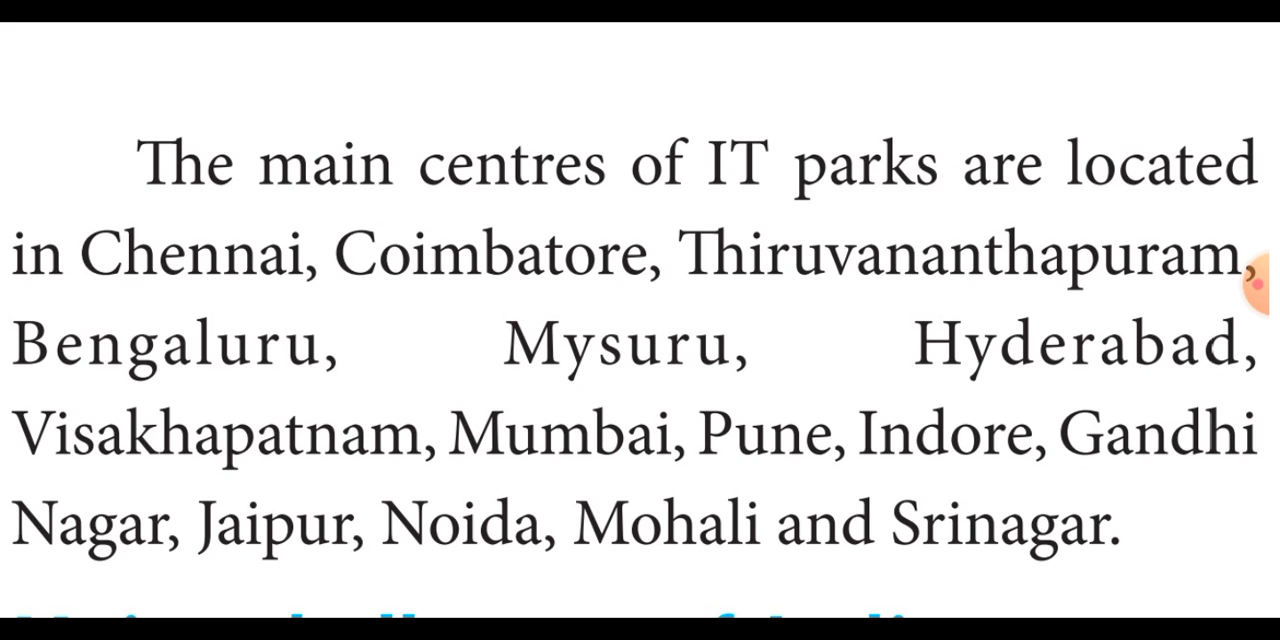 The main centres of IT parks are located
in Chennai, Coimbatore, Thiruvananthapuram,
Bengaluru, Mysuru, Hyderabad,
Visakhapatnam, Mumbai, Pune, Indore, Gandhi
Nagar, Jaipur, Noida, Mohali and Srinagar.